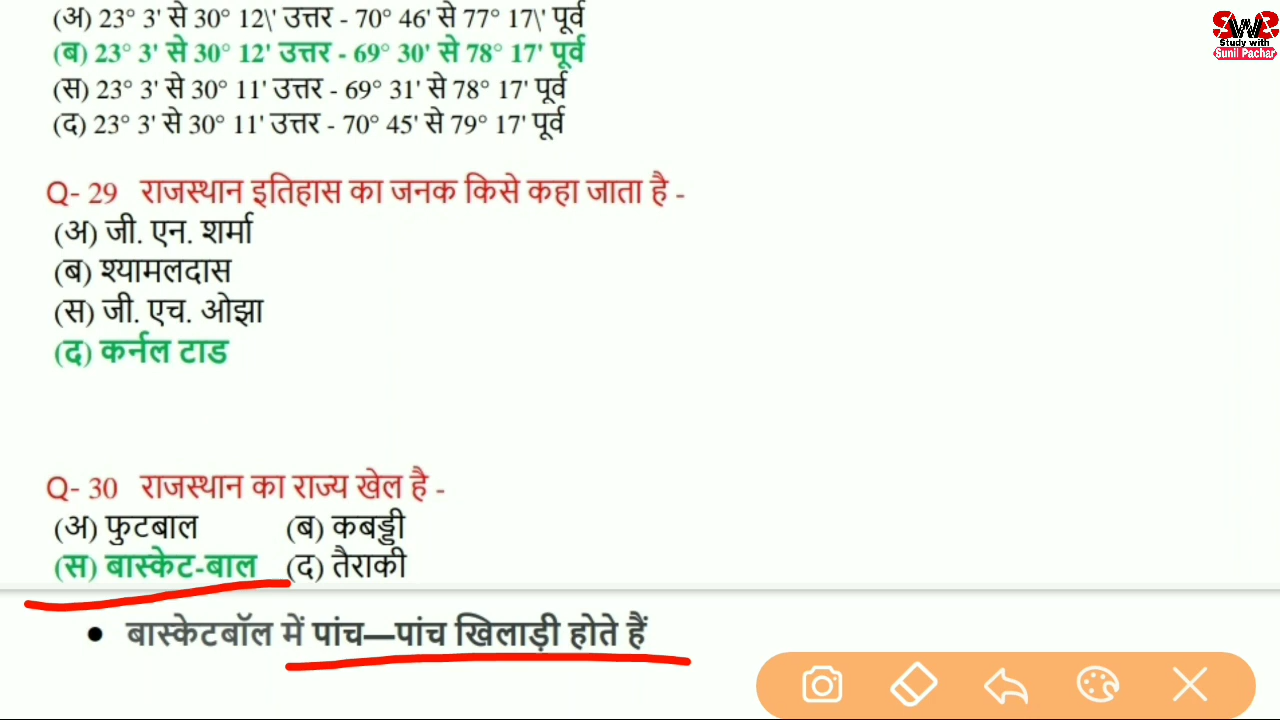 (अ) 23° 3' से 30° 12\' उत्तर - 70° 46' से 77° 17\' पूर्व
(ब) 23° 3' से 30° 12' उत्तर - 69° 30' से 78° 17' पूर्व
(स) 23° 3' से 30° 11' उत्तर - 69° 31' से 78° 17' पूर्व
(द) 23° 3' से 30° 11' उत्तर - 70° 45' से 79° 17' पूर्व
SWS
Study with
Sunil Pachar
Q- 29 राजस्थान इतिहास का जनक किसे कहा जाता है -
(अ) जी. एन. शर्मा
(ब) श्यामलदास
(स) जी. एच. ओझा
(द) कर्नल टाड
Q- 30 राजस्थान का राज्य खेल है -
(अ) फुटबाल (ब) कबड्डी
(स) बास्केट-बाल (द) तैराकी
● बास्केटबॉल में पांच—पांच खिलाड़ी होते हैं